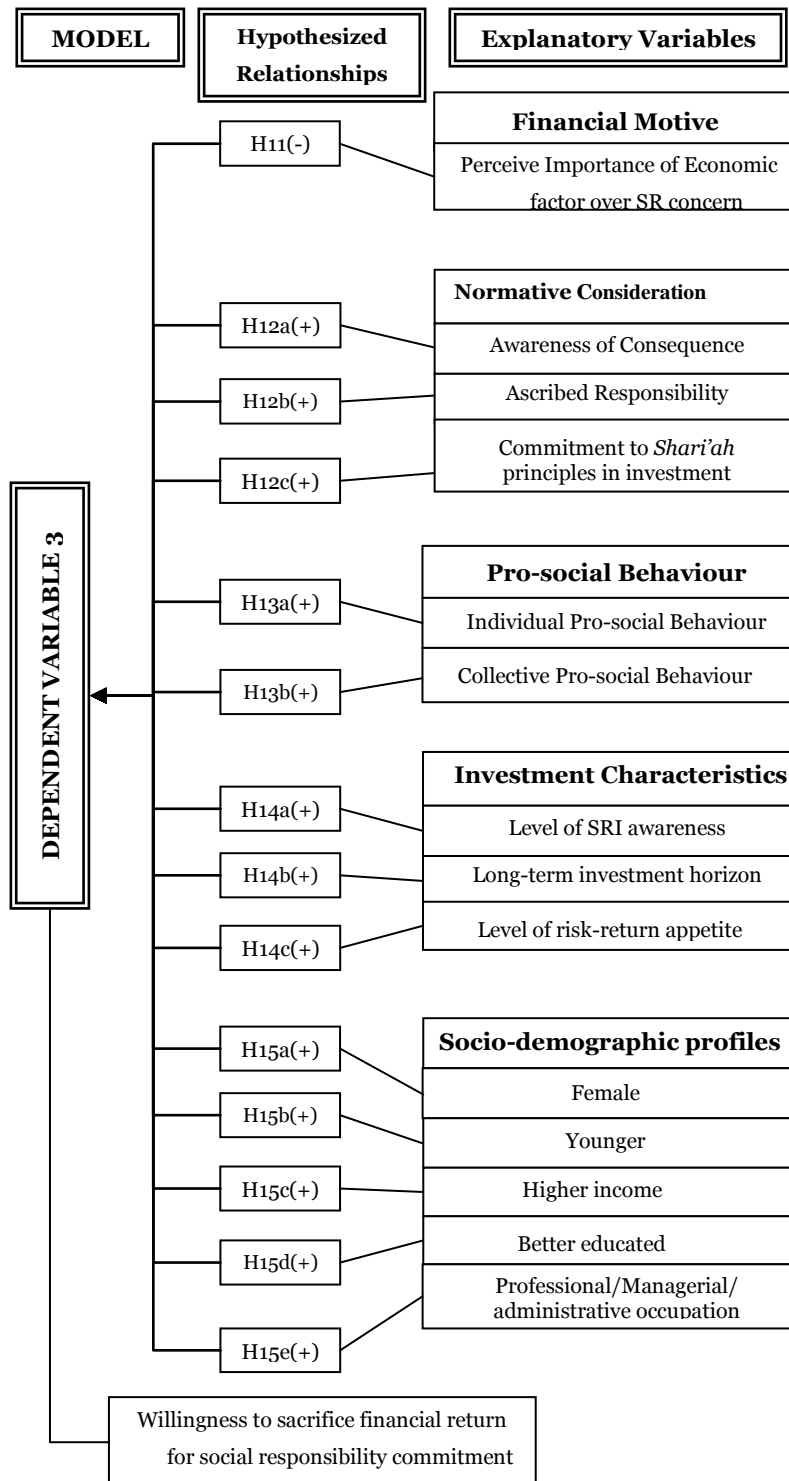 MODEL
Hypothesized
Relationships
Explanatory Variables
H11(-)
Financial Motive
Perceive Importance of Economic
factor over SR concern
Normative Consideration
H12a(+)
Awareness of Consequence
H12b(+)
Ascribed Responsibility
H12c(+)
Commitment to Shari’ah
principles in investment
DEPENDENT VARIABLE 3
Pro-social Behaviour
H13a(+)
Individual Pro-social Behaviour
H13b(+)
Collective Pro-social Behaviour
Investment Characteristics
H14a(+)
Level of SRI awareness
H14b(+)
Long-term investment horizon
H14c(+)
Level of risk-return appetite
Socio-demographic profiles
H15a(+)
Female
H15b(+)
Younger
H15c(+)
Higher income
H15d(+)
Better educated
Professional/Managerial/
administrative occupation
H15e(+)
Willingness to sacrifice financial return
for social responsibility commitment